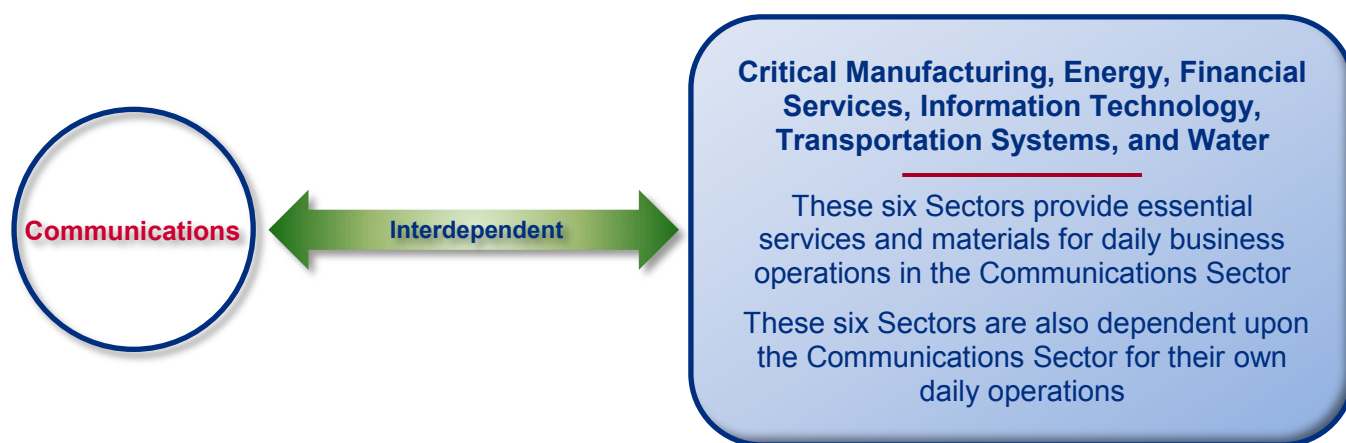 Communications
Interdependent
Critical Manufacturing, Energy, Financial
Services, Information Technology,
Transportation Systems, and Water
These six Sectors provide essential
services and materials for daily business
operations in the Communications Sector
These six Sectors are also dependent upon
the Communications Sector for their own
daily operations